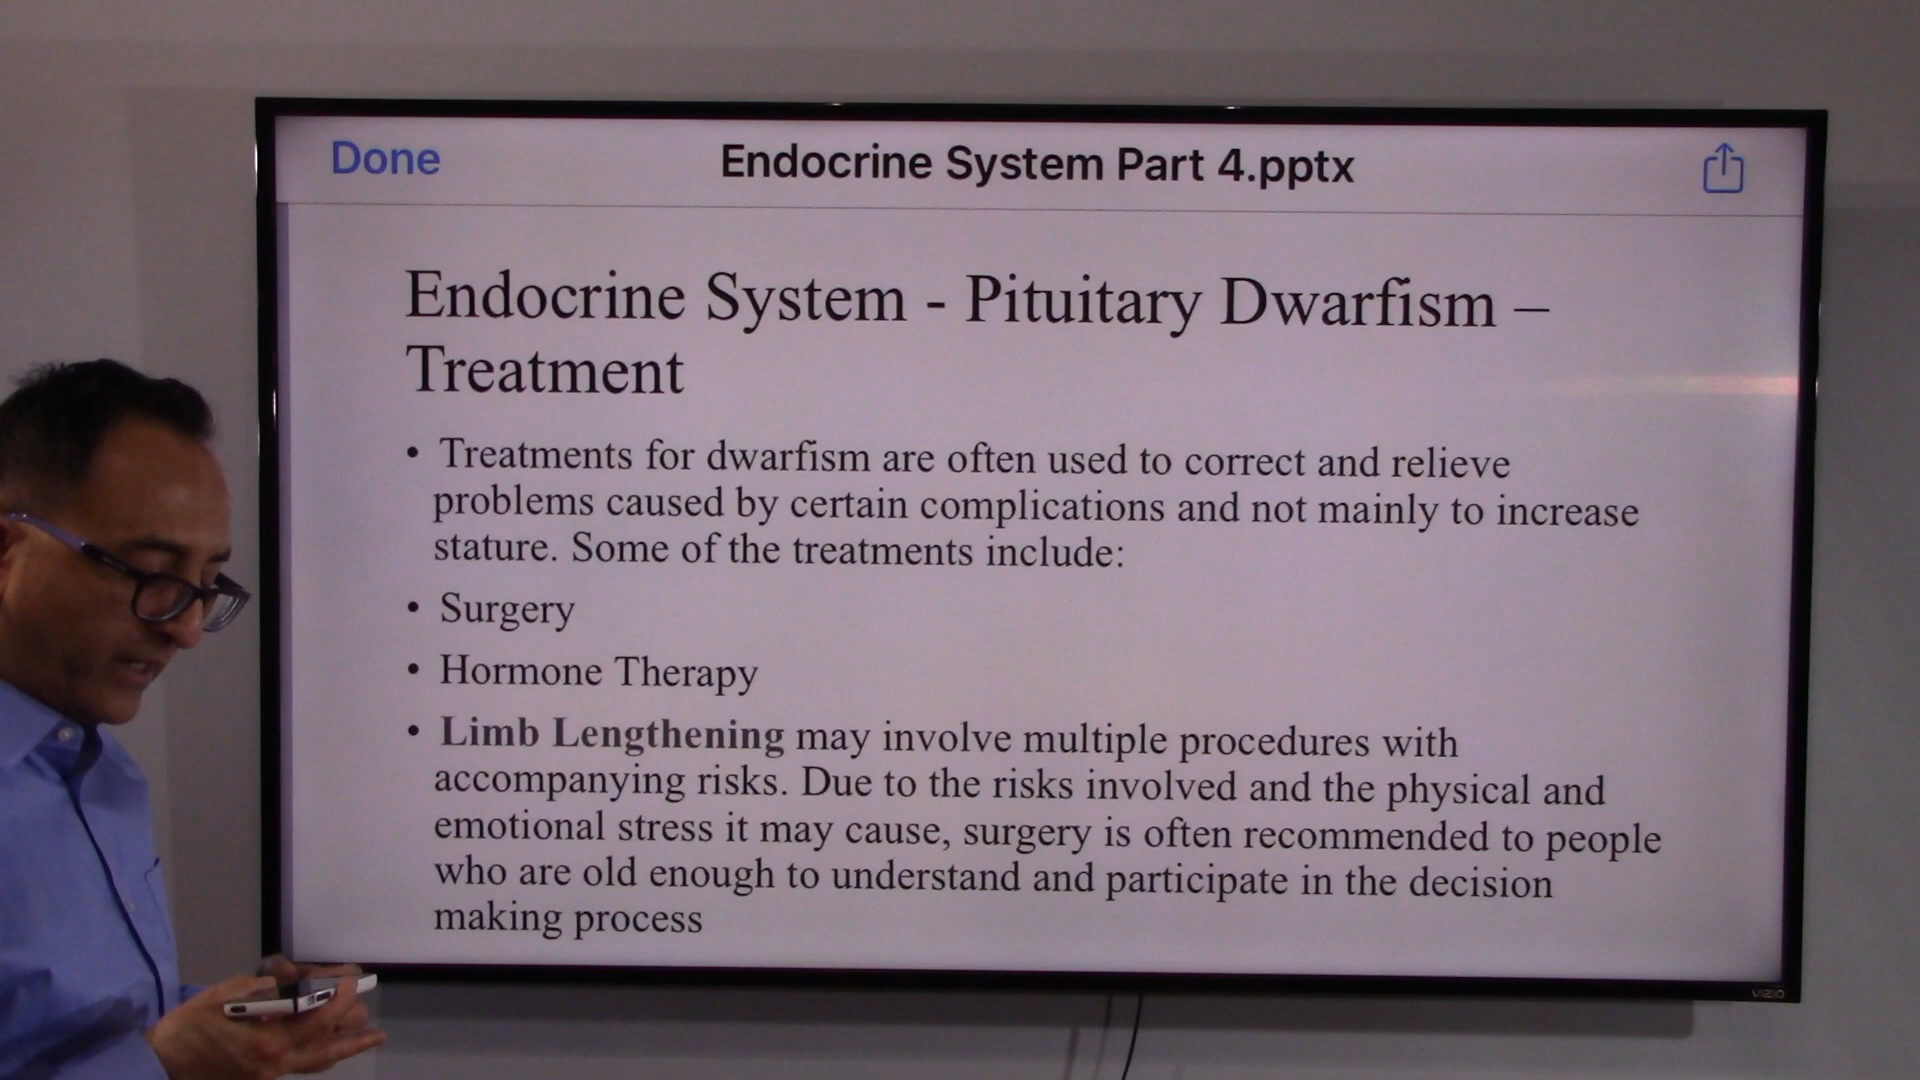 Done
Endocrine System Part 4.pptx
Endocrine System - Pituitary Dwarfism –
Treatment
• Treatments for dwarfism are often used to correct and relieve
problems caused by certain complications and not mainly to increase
stature. Some of the treatments include:
• Surgery
• Hormone Therapy
• Limb Lengthening may involve multiple procedures with
accompanying risks. Due to the risks involved and the physical and
emotional stress it may cause, surgery is often recommended to people
who are old enough to understand and participate in the decision
making process
VIZIO